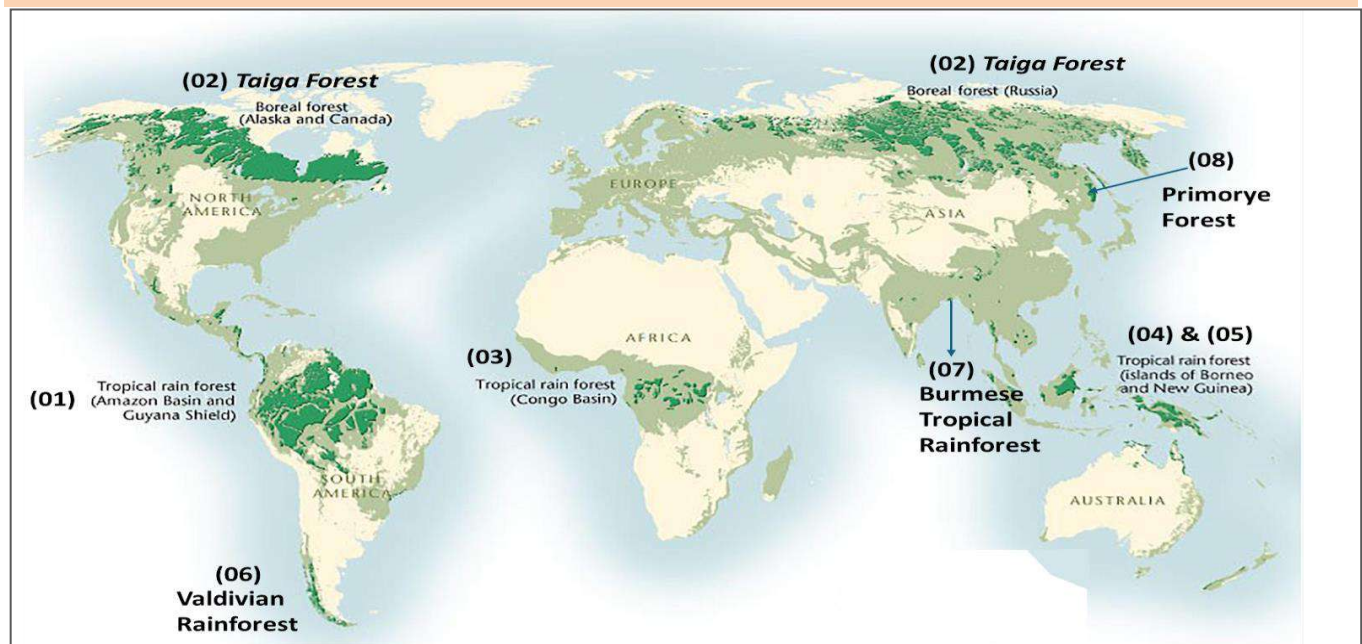 (02) Taiga Forest
Boreal forest
(Alaska and Canada)
(02) Taiga Forest
Boreal forest (Russia)
(08)
Primorye
Forest
NORTH
AMERICA
EUROPE
ASIA
AFRICA
(03)
Tropical rain forest
(Congo Basin)
(04) & (05)
Tropical rain forest
(islands of Borneo
and New Guinea)
(07)
Burmese
Tropical
Rainforest
(01)
Tropical rain forest
(Amazon Basin and
Guyana Shield)
SOUTH
AMERICA
AUSTRALIA
(06)
Valdivian
Rainforest